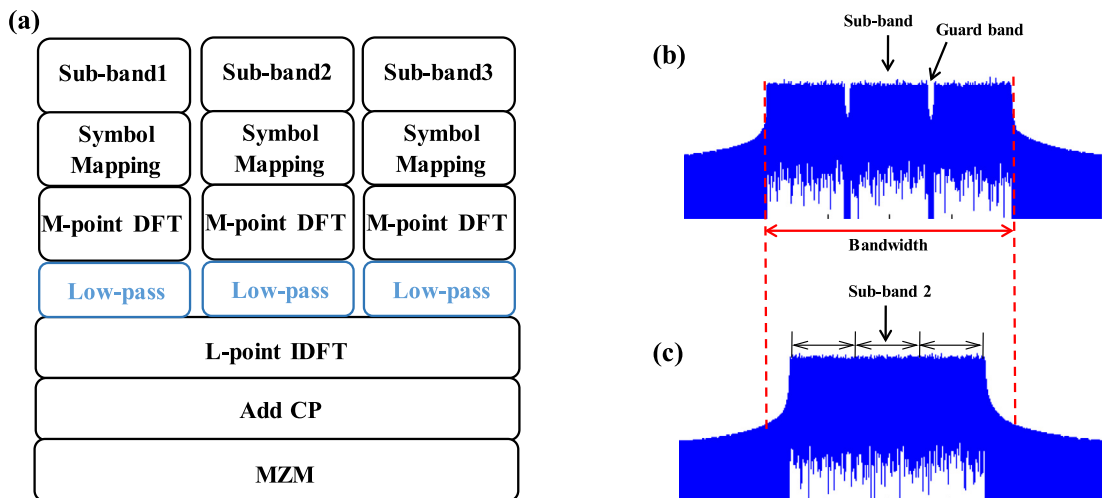 (a)
Sub-band1
Sub-band2
Sub-band3
Symbol
Mapping
Symbol
Mapping
Symbol
Mapping
M-point DFT
M-point DFT
M-point DFT
Low-pass
Low-pass
Low-pass
L-point IDFT
Add CP
MZM
(b)
Sub-band
Guard band
Bandwidth
(c)
Sub-band 2